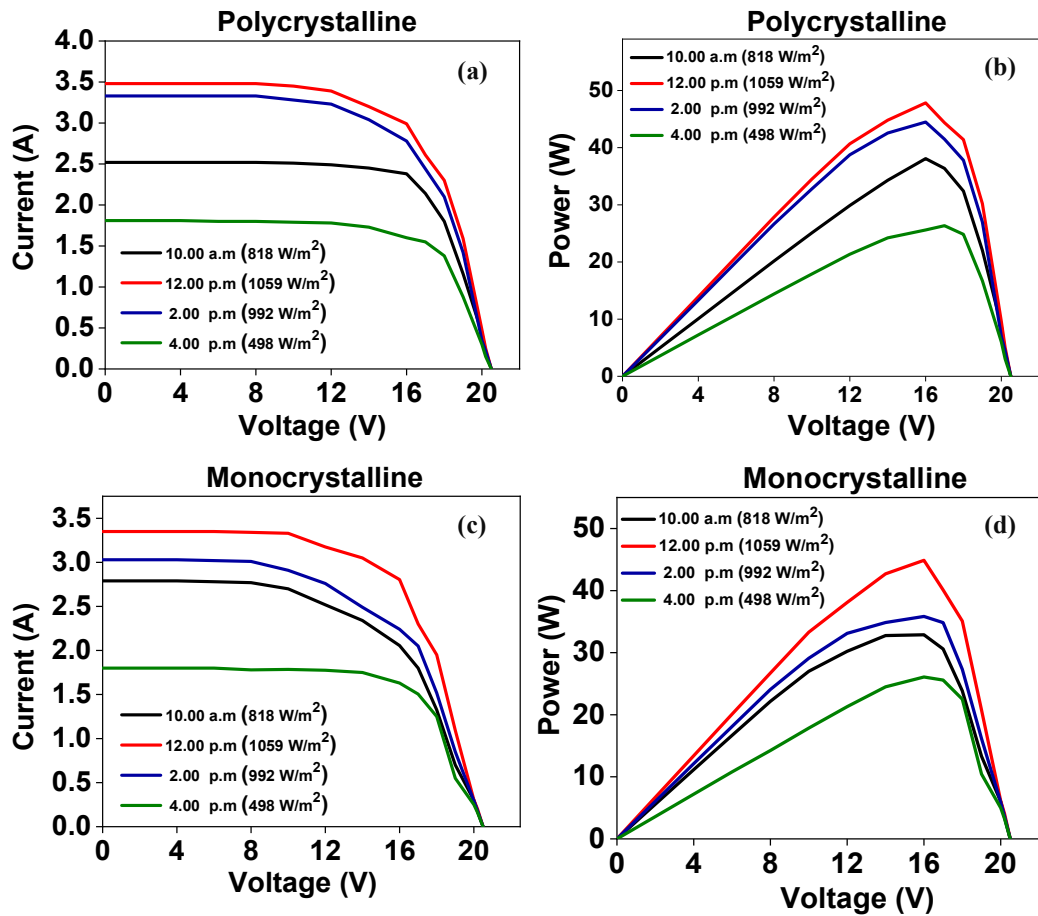 Polycrystalline
(a)
Current (A)
4.0
3.5
3.0
2.5
2.0
1.5
1.0
0.5
0.0
10.00 a.m (818 W/m²)
12.00 p.m (1059 W/m²)
2.00 p.m (992 W/m²)
4.00 p.m (498 W/m²)
0 4 8 12 16 20
Voltage (V)
Polycrystalline
(b)
10.00 a.m (818 W/m²)
12.00 p.m (1059 W/m²)
2.00 p.m (992 W/m²)
4.00 p.m (498 W/m²)
Power (W)
50
40
30
20
10
0
0 4 8 12 16 20
Voltage (V)
Monocrystalline
(c)
Current (A)
3.5
3.0
2.5
2.0
1.5
1.0
0.5
0.0
10.00 a.m (818 W/m²)
12.00 p.m (1059 W/m²)
2.00 p.m (992 W/m²)
4.00 p.m (498 W/m²)
0 4 8 12 16 20
Voltage (V)
Monocrystalline
(d)
10.00 a.m (818 W/m²)
12.00 p.m (1059 W/m²)
2.00 p.m (992 W/m²)
4.00 p.m (498 W/m²)
Power (W)
50
40
30
20
10
0
0 4 8 12 16 20
Voltage (V)